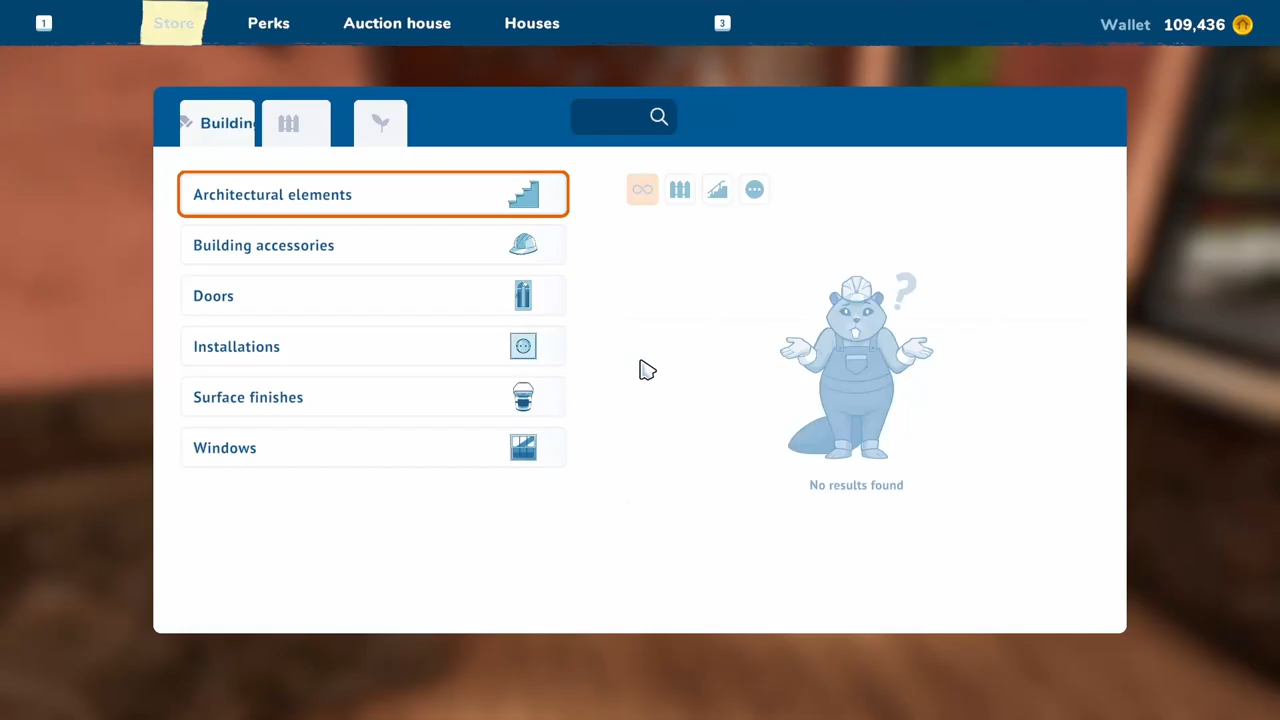 1
Store
Perks
Auction house
Houses
3
Wallet 109,436
Building
Architectural elements
Building accessories
Doors
Installations
Surface finishes
Windows
?
No results found